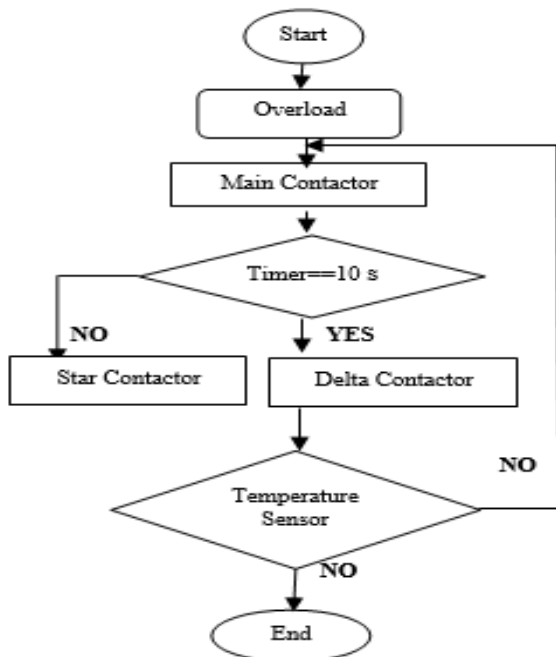 Start
Overload
Main Contactor
Timer==10 s
NO
YES
Star Contactor
Delta Contactor
NO
Temperature
Sensor
NO
End